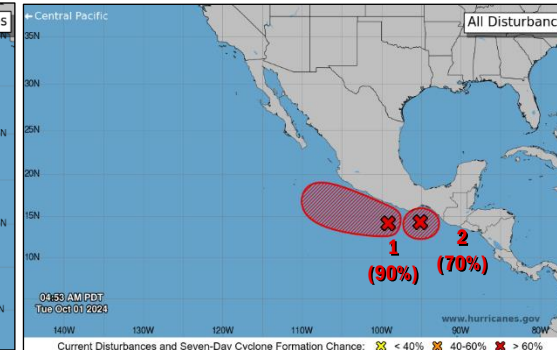 s
← Central Pacific
All Disturbanc
35N
30N
25N
20N
15N
10N
N
N
N
1
(90%)
2
(70%)
04:53 AM PDT
Tue Oct 01 2024
www.hurricanes.gov
140W 130W 120W 110W 100W 90W 80W
Current Disturbances and Seven-Day Cyclone Formation Chance: < 40% 40-60% > 60%